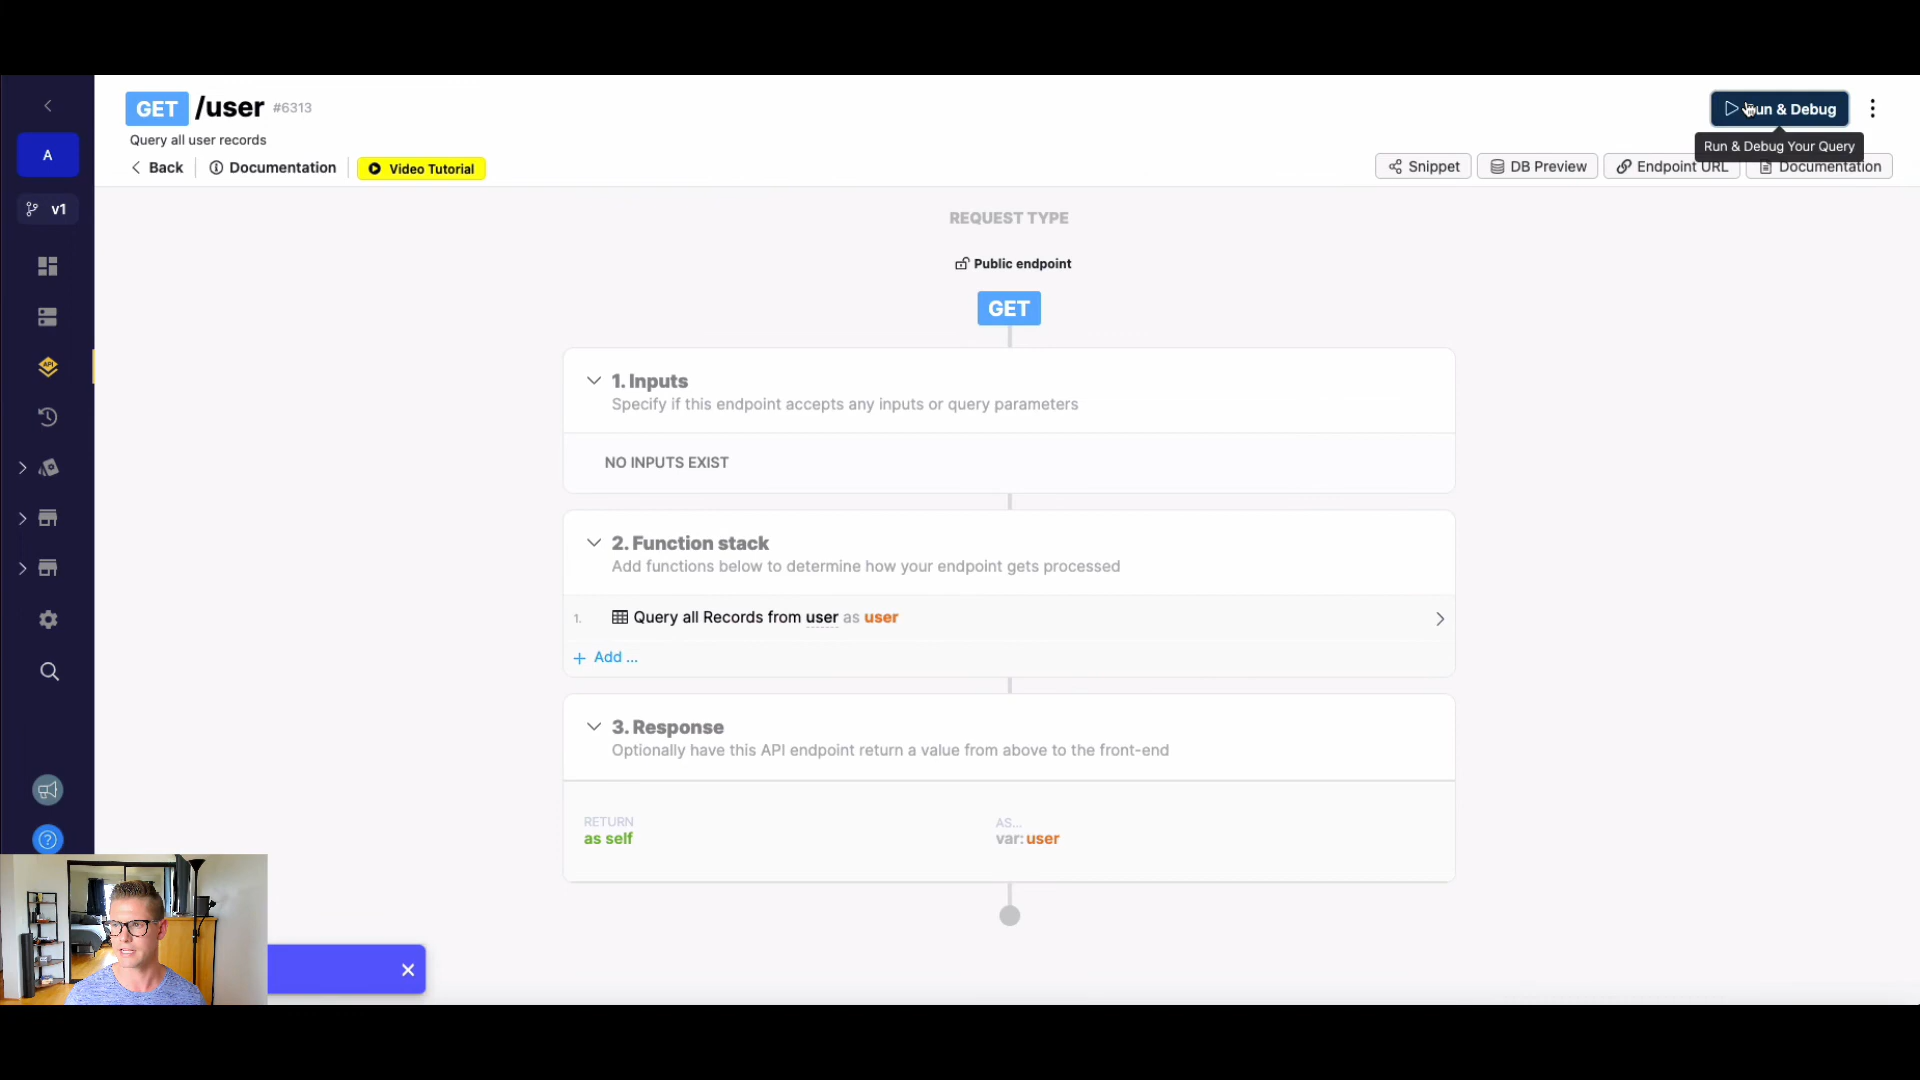 GET /user #6313
Query all user records
Back
Documentation
Video Tutorial
un & Debug
Run & Debug Your Query
Snippet
DB Preview
Endpoint URL
Documentation
A
v1
API
REQUEST TYPE
Public endpoint
GET
1. Inputs
Specify if this endpoint accepts any inputs or query parameters
NO INPUTS EXIST
2. Function stack
Add functions below to determine how your endpoint gets processed
1. Query all Records from user as user
+ Add ...
3. Response
Optionally have this API endpoint return a value from above to the front-end
RETURN
as self
AS...
var: user